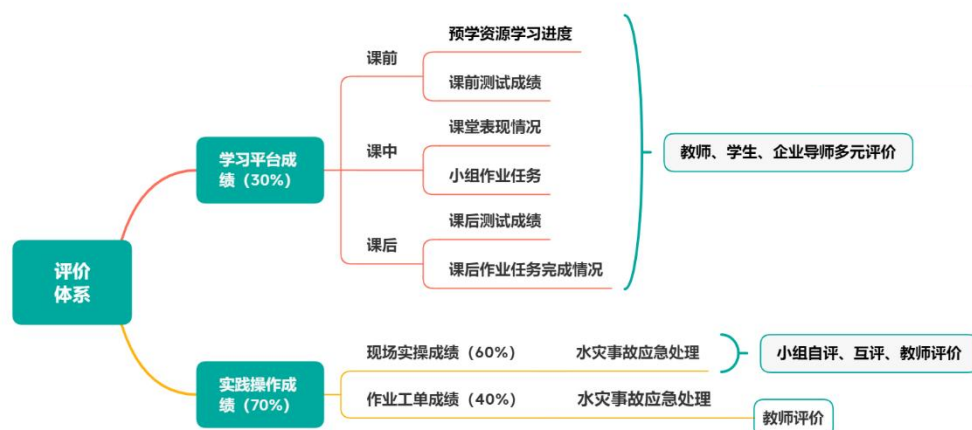 评价
体系
学习平台成
绩（30%）
课前
预学资源学习进度
课前测试成绩
课中
课堂表现情况
小组作业任务
课后
课后测试成绩
课后作业任务完成情况
教师、学生、企业导师多元评价
实践操作成
绩（70%）
现场实操成绩（60%）
水灾事故应急处理
小组自评、互评、教师评价
作业工单成绩（40%）
水灾事故应急处理
教师评价